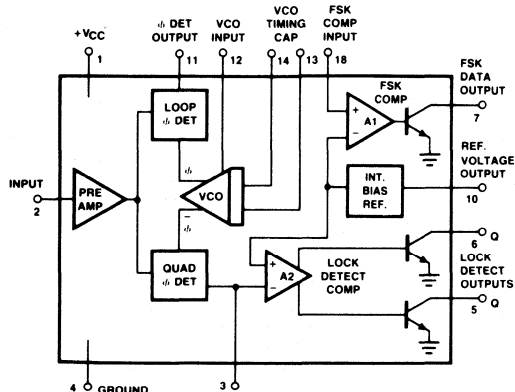 +VCC
1
ϕ DET
OUTPUT
11
VCO
INPUT
12
VCO
TIMING
CAP
14
13
FSK
COMP
INPUT
18
LOOP
ϕ DET
FSK
COMP
+
−
A1
FSK
DATA
OUTPUT
7
INPUT
2
PRE
AMP
ϕ
VCO
−
ϕ
INT.
BIAS
REF.
REF.
VOLTAGE
OUTPUT
10
QUAD
ϕ DET
+
−
A2
LOCK
DETECT
COMP
Q
6
LOCK
DETECT
OUTPUTS
5
Q
4
GROUND
3